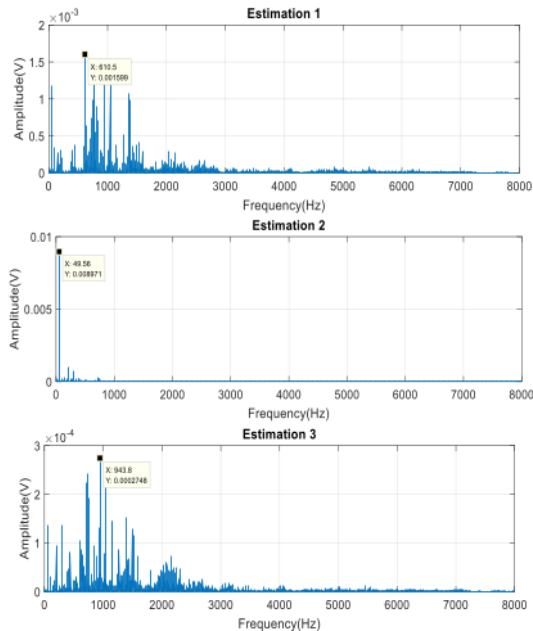 Estimation 1
×10⁻³
2
1.5
1
0.5
0
X: 610.5
Y: 0.001599
Amplitude(V)
0 1000 2000 3000 4000 5000 6000 7000 8000
Frequency(Hz)
Estimation 2
0.01
0.005
0
X: 49.56
Y: 0.008971
Amplitude(V)
0 1000 2000 3000 4000 5000 6000 7000 8000
Frequency(Hz)
Estimation 3
×10⁻⁴
3
2
1
0
X: 943.8
Y: 0.0002748
Amplitude(V)
0 1000 2000 3000 4000 5000 6000 7000 8000
Frequency(Hz)